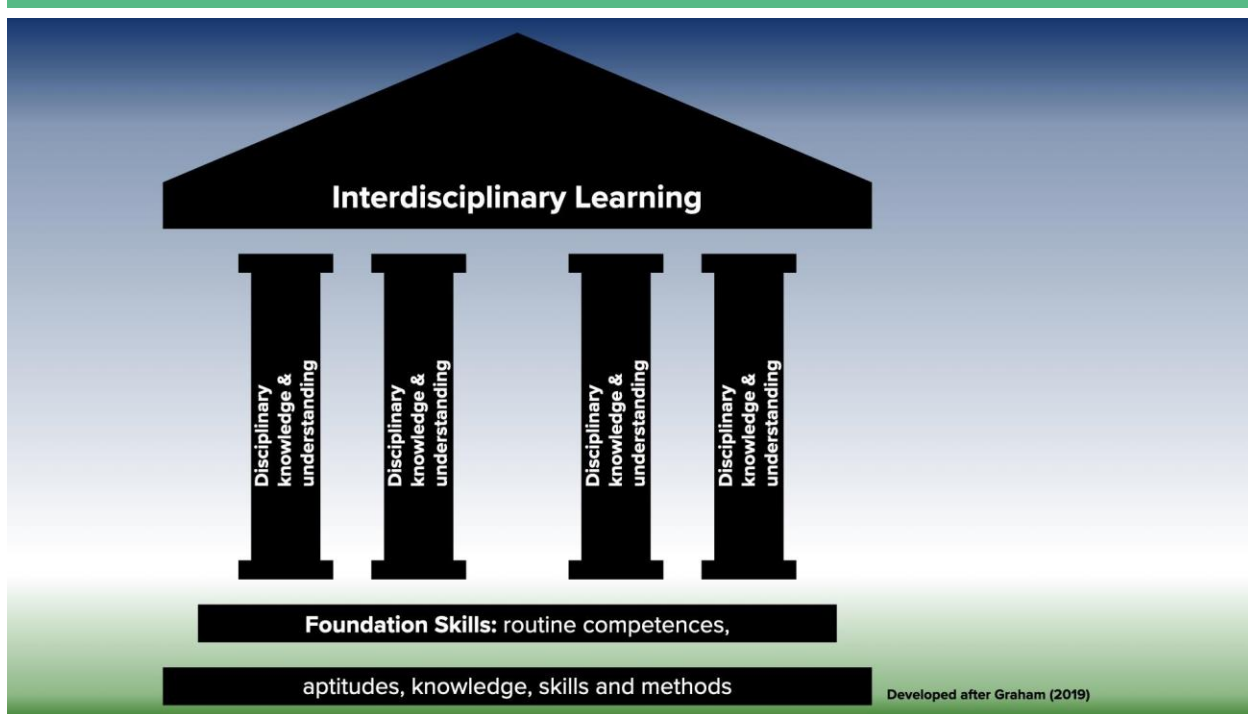 Interdisciplinary Learning
Disciplinary
knowledge &
understanding
Disciplinary
knowledge &
understanding
Disciplinary
knowledge &
understanding
Disciplinary
knowledge &
understanding
Foundation Skills: routine competences,
aptitudes, knowledge, skills and methods
Developed after Graham (2019)